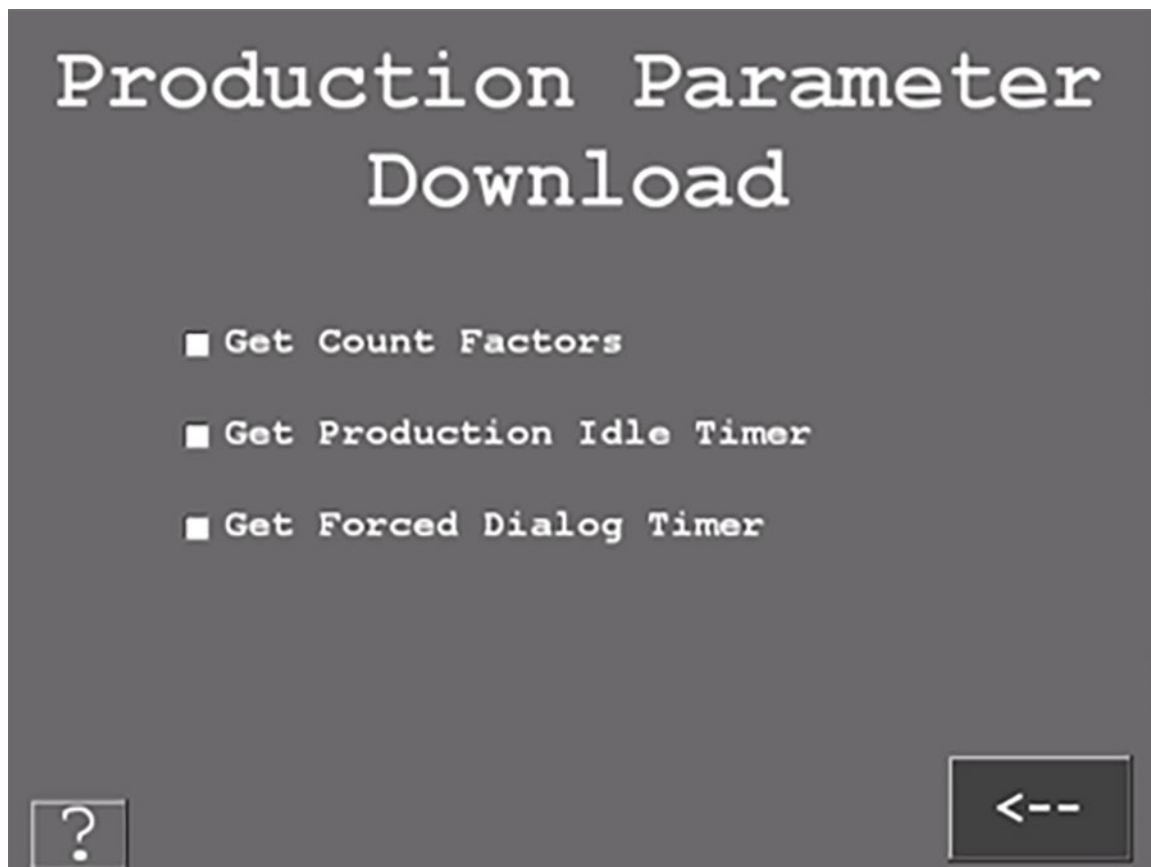 Production Parameter
Download
Get Count Factors
Get Production Idle Timer
Get Forced Dialog Timer
?
<--